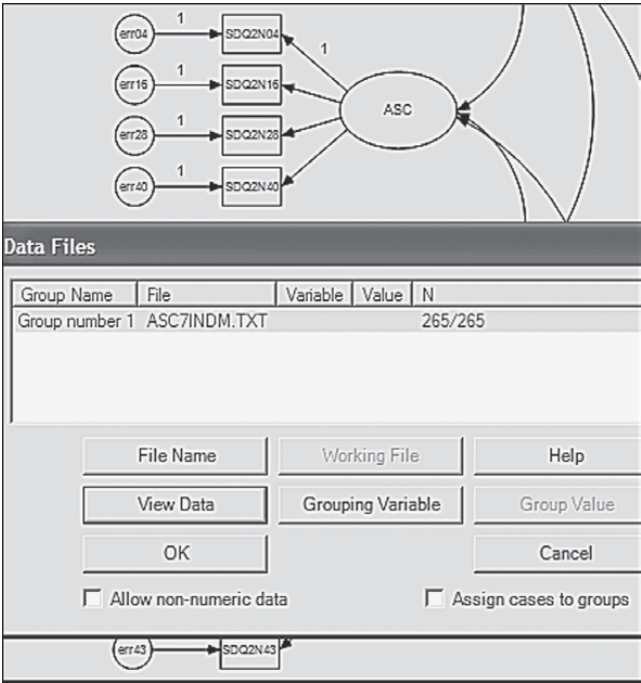 err04 1 SDQ2N04 1
err16 1 SDQ2N16
ASC
err28 1 SDQ2N28
err40 1 SDQ2N40
Data Files
Group Name File Variable Value N
Group number 1 ASC7INDM.TXT 265/265
File Name Working File Help
View Data Grouping Variable Group Value
OK Cancel
Allow non-numeric data Assign cases to groups
err43 SDQ2N43